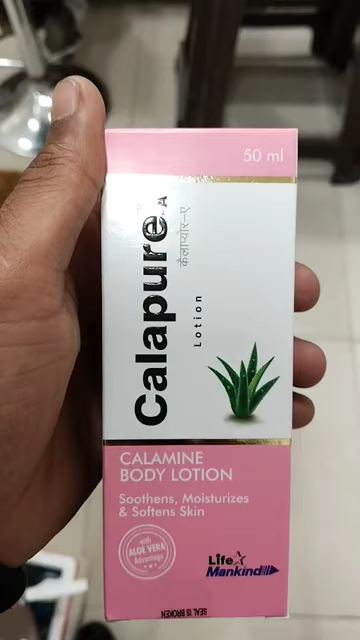 50 ml
Calapure-A
कैलाप्योर-ए
Lotion
CALAMINE
BODY LOTION
Soothens, Moisturizes
& Softens Skin
with
ALOE VERA
Advantage
Life
Mankind
SEAL IS BROKEN